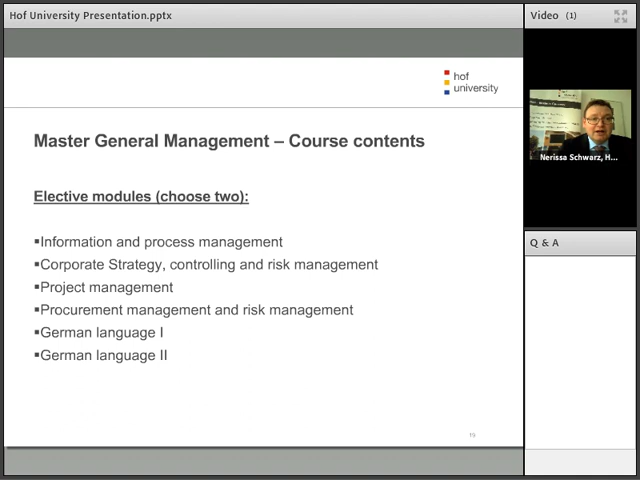 Hof University Presentation.pptx
Video (1)
hof
university
Master General Management – Course contents
Elective modules (choose two):
▪Information and process management
▪Corporate Strategy, controlling and risk management
▪Project management
▪Procurement management and risk management
▪German language I
▪German language II
19
Nerissa Schwarz, H...
Q & A